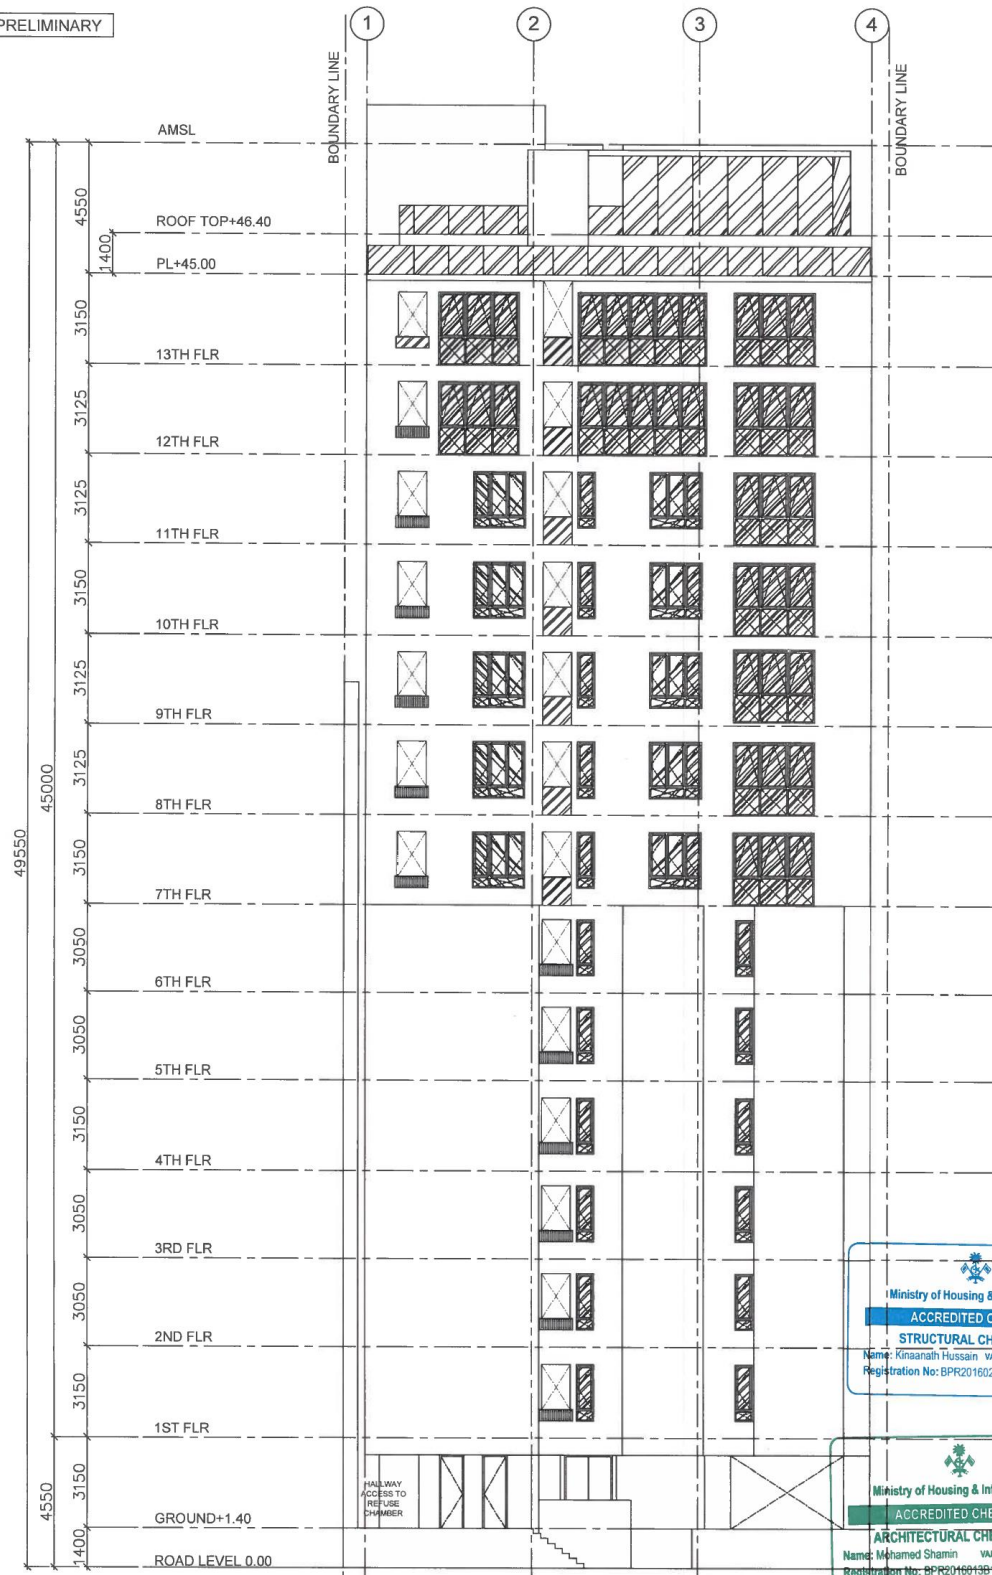 PRELIMINARY
1
2
3
4
BOUNDARY LINE
BOUNDARY LINE
AMSL
4550
ROOF TOP+46.40
1400
PL+45.00
3150
13TH FLR
3125
12TH FLR
3125
11TH FLR
3150
10TH FLR
3125
9TH FLR
3125
8TH FLR
3150
7TH FLR
3050
6TH FLR
3050
5TH FLR
3150
4TH FLR
3050
3RD FLR
3050
2ND FLR
3150
1ST FLR
3150
GROUND+1.40
1400
ROAD LEVEL 0.00
49550
45000
4550
HALLWAY
ACCESS TO
REFUSE
CHAMBER
Ministry of Housing &
ACCREDITED C
STRUCTURAL CH
Name: Kinaanath Hussain
Registration No: BPR201602
Ministry of Housing & In
ACCREDITED CHE
ARCHITECTURAL CHE
Name: Mohamed Shamin
Registration No: BPR2016013B